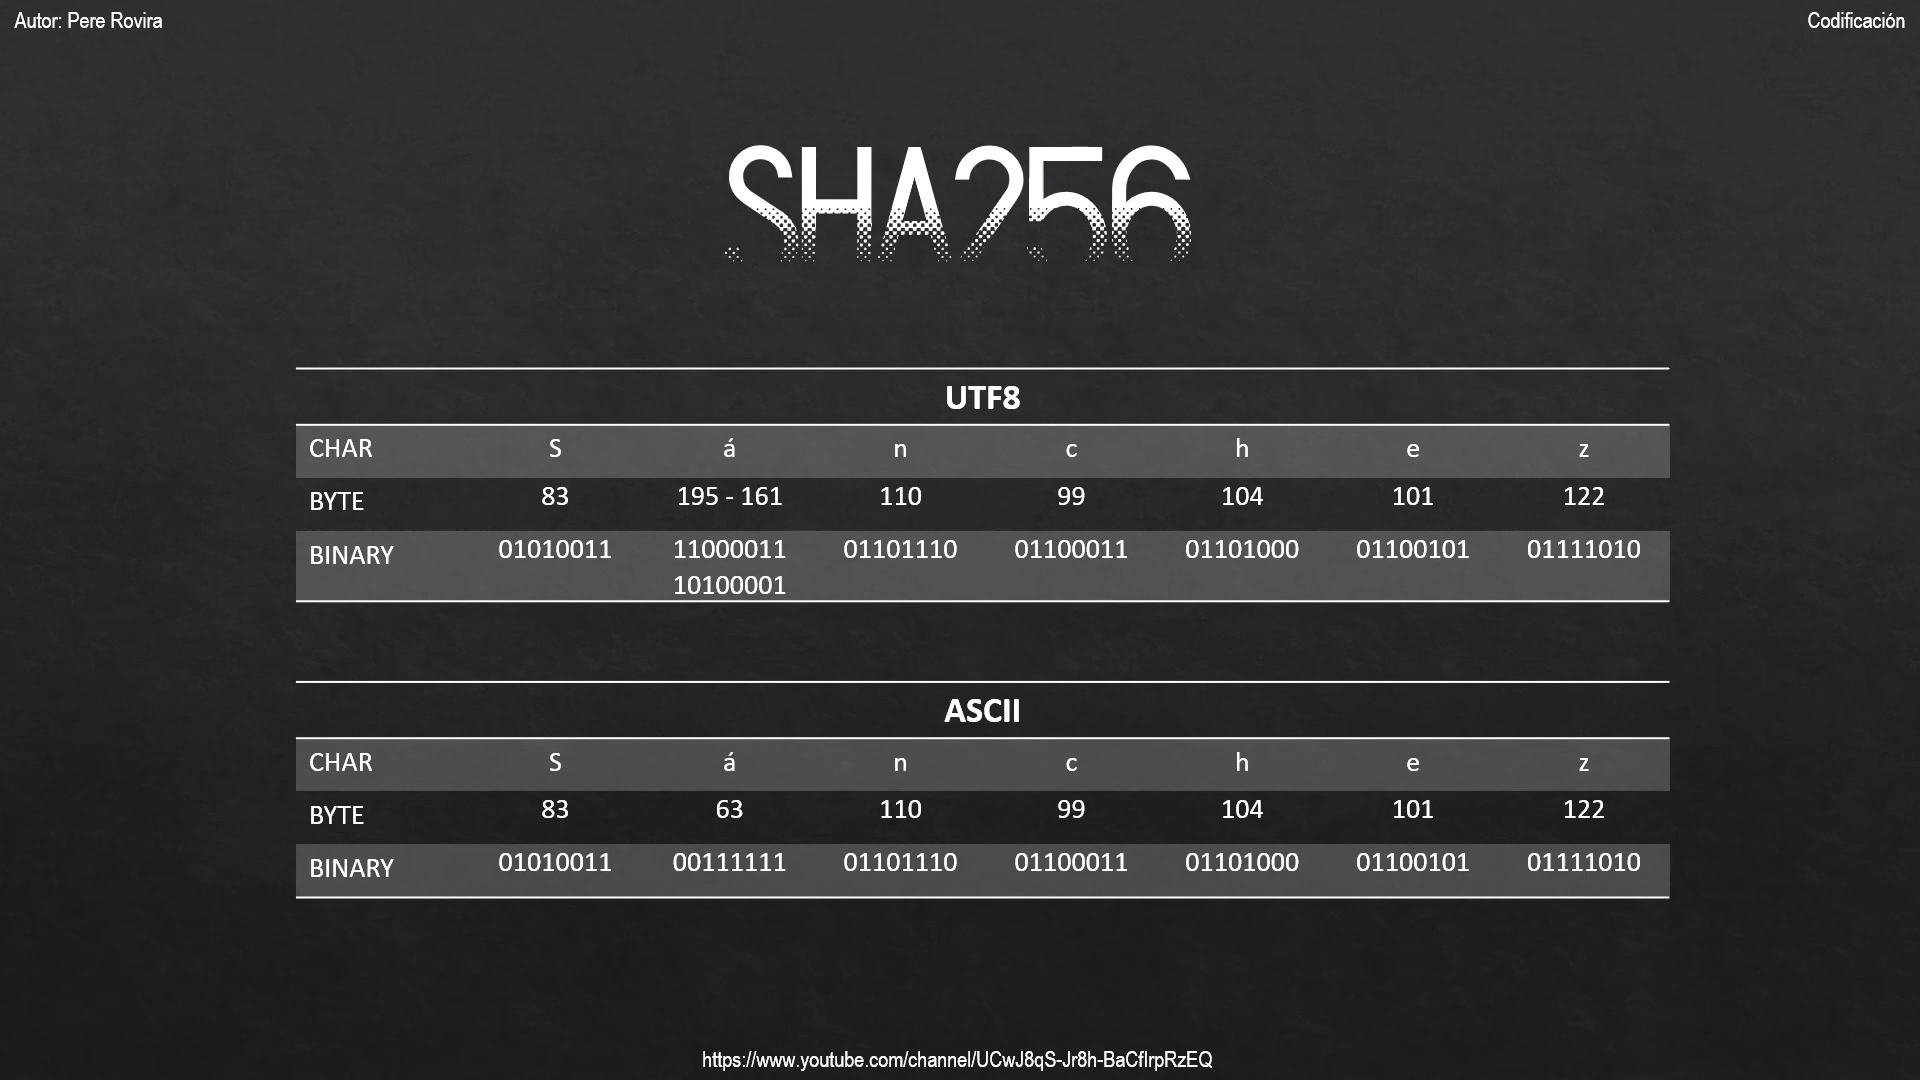 Autor: Pere Rovira
Codificación
SHA256
UTF8
CHAR S á n c h e z
BYTE 83 195 - 161 110 99 104 101 122
BINARY 01010011 11000011 01101110 01100011 01101000 01100101 01111010
10100001
ASCII
CHAR S á n c h e z
BYTE 83 63 110 99 104 101 122
BINARY 01010011 00111111 01101110 01100011 01101000 01100101 01111010
https://www.youtube.com/channel/UCwJ8qS-Jr8h-BaCflrpRzEQ